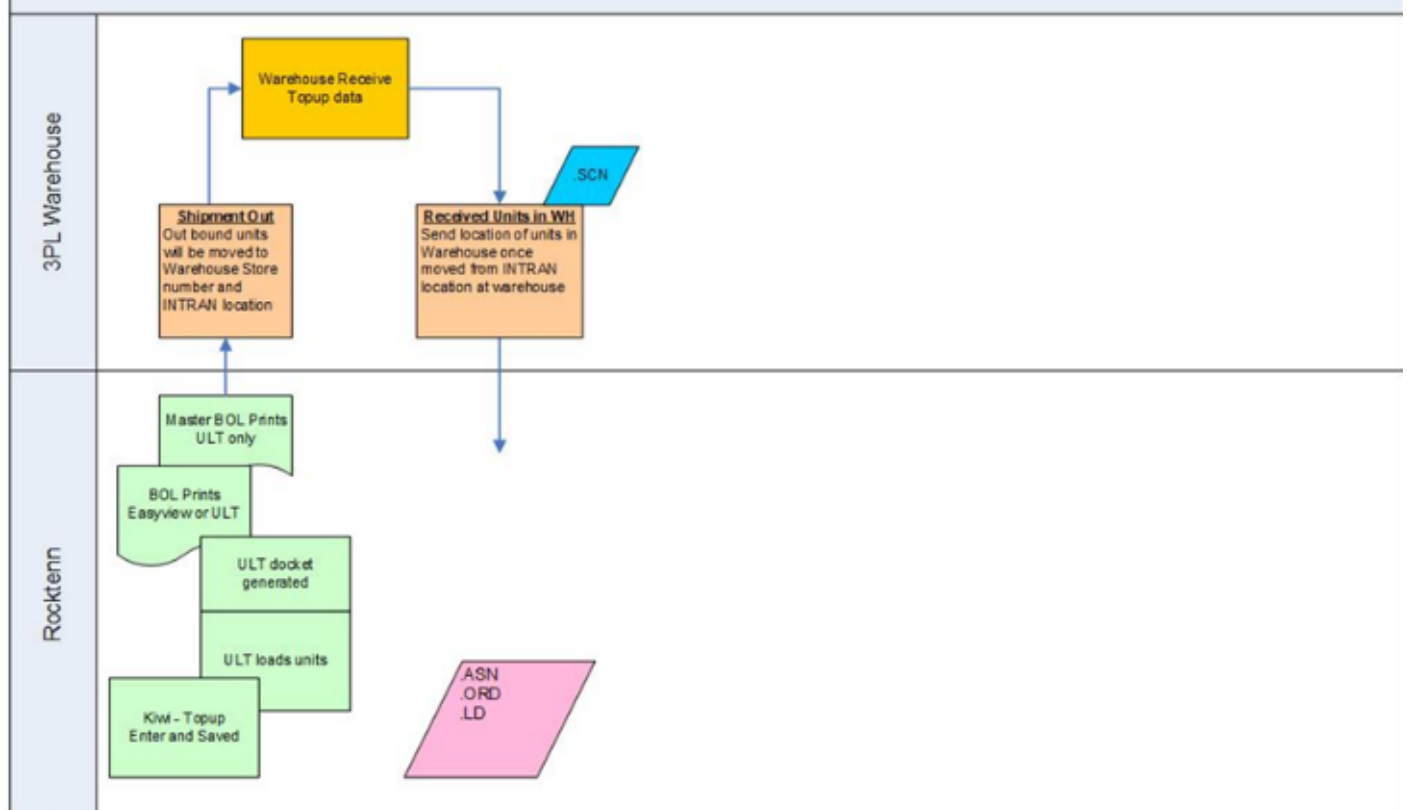 3PL Warehouse
Warehouse Receive
Topup data
.SCN
Shipment Out
Out bound units
will be moved to
Warehouse Store
number and
INTRAN location
Received Units in WH
Send location of units in
Warehouse once
moved from INTRAN
location at warehouse
Rocktenn
Master BOL Prints
ULT only
BOL Prints
Easyview or ULT
ULT docket
generated
ULT loads units
Kiwi - Topup
Enter and Saved
.ASN
.ORD
.LD